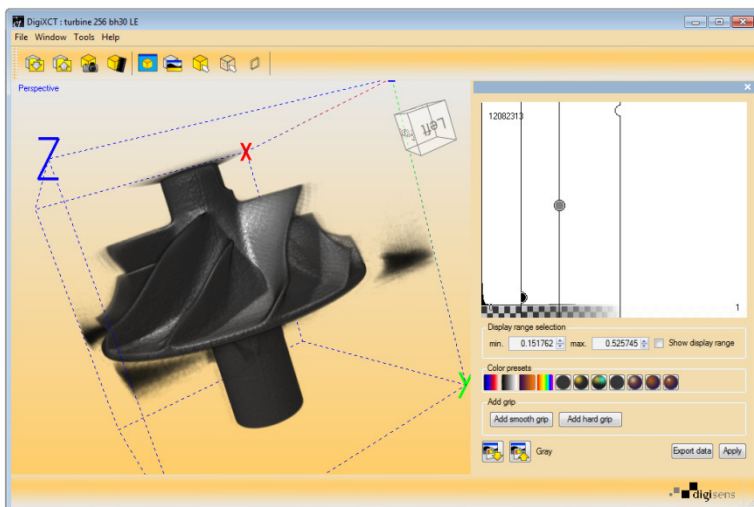 DigiXCT : turbine 256 bh30 LE
File Window Tools Help
Perspective
Z
X
Left
y
12082313
0
1
Display range selection
min. 0.151762 max. 0.525745 Show display range
Color presets
Add grip
Add smooth grip Add hard grip
Gray Export data Apply
digisens